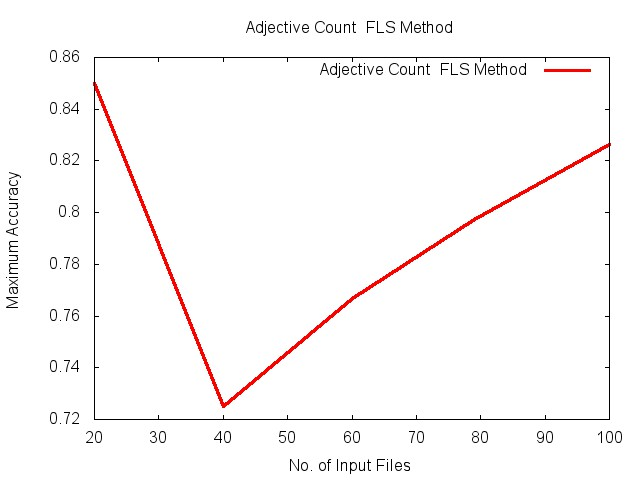 Adjective Count  FLS Method
Adjective Count  FLS Method
0.86
0.84
0.82
0.8
0.78
0.76
0.74
0.72
Maximum Accuracy
20 30 40 50 60 70 80 90 100
No. of Input Files